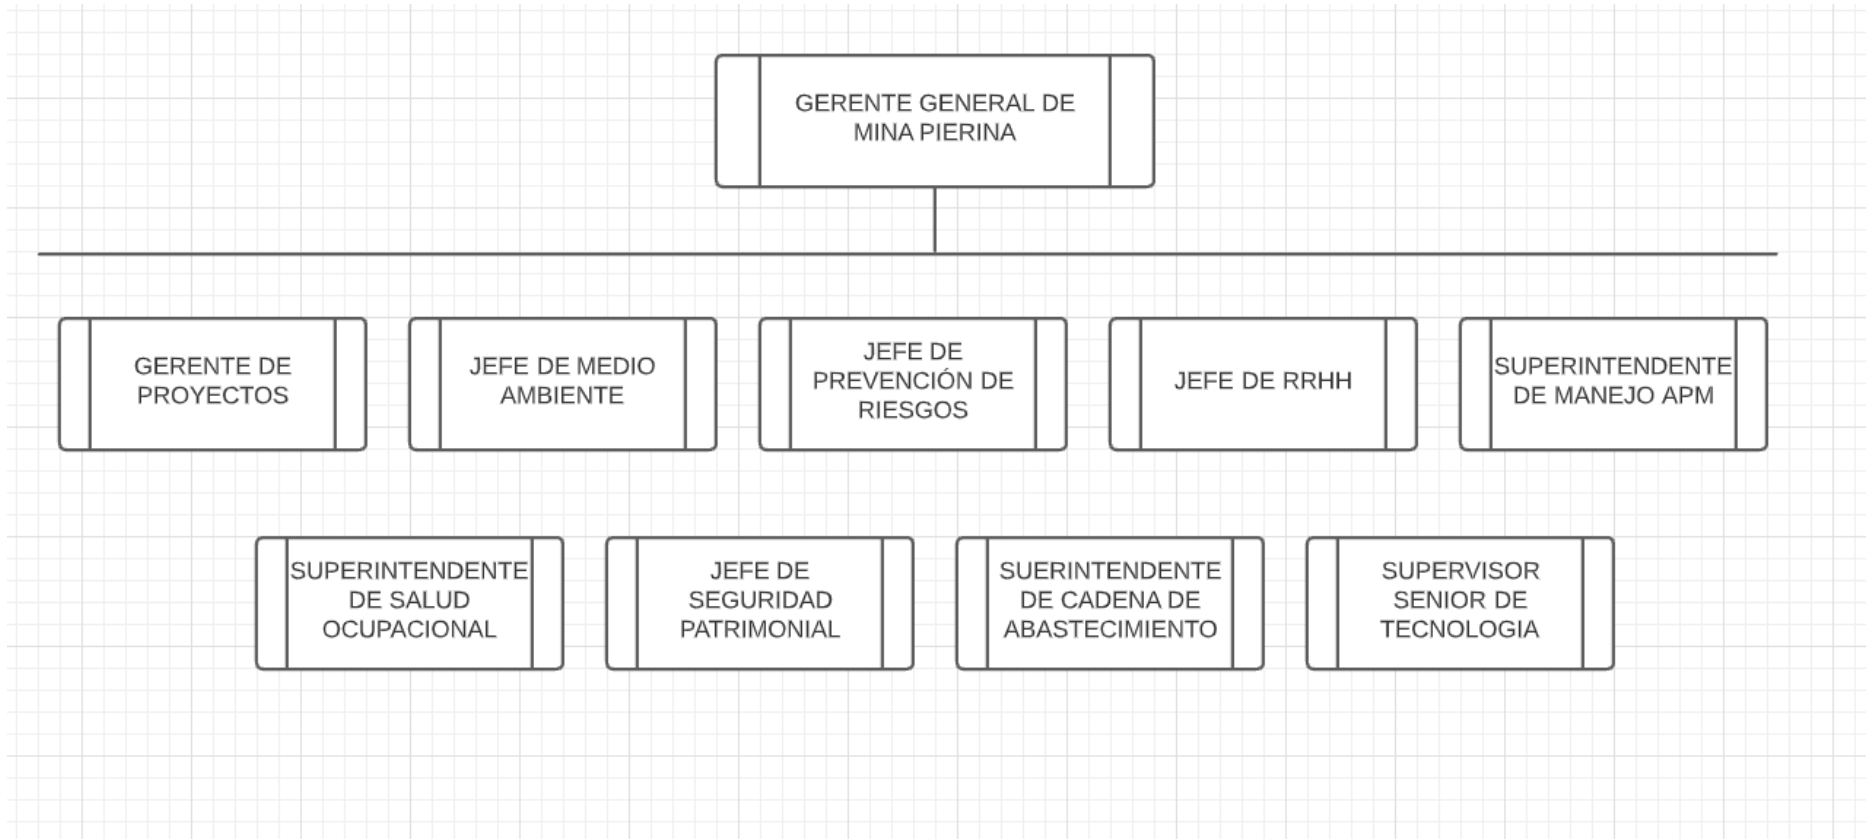 GERENTE GENERAL DE
MINA PIERINA
GERENTE DE
PROYECTOS
JEFE DE MEDIO
AMBIENTE
JEFE DE
PREVENCIÓN DE
RIESGOS
JEFE DE RRHH
SUPERINTENDENTE
DE MANEJO APM
SUPERINTENDENTE
DE SALUD
OCUPACIONAL
JEFE DE
SEGURIDAD
PATRIMONIAL
SUERINTENDENTE
DE CADENA DE
ABASTECIMIENTO
SUPERVISOR
SENIOR DE
TECNOLOGIA